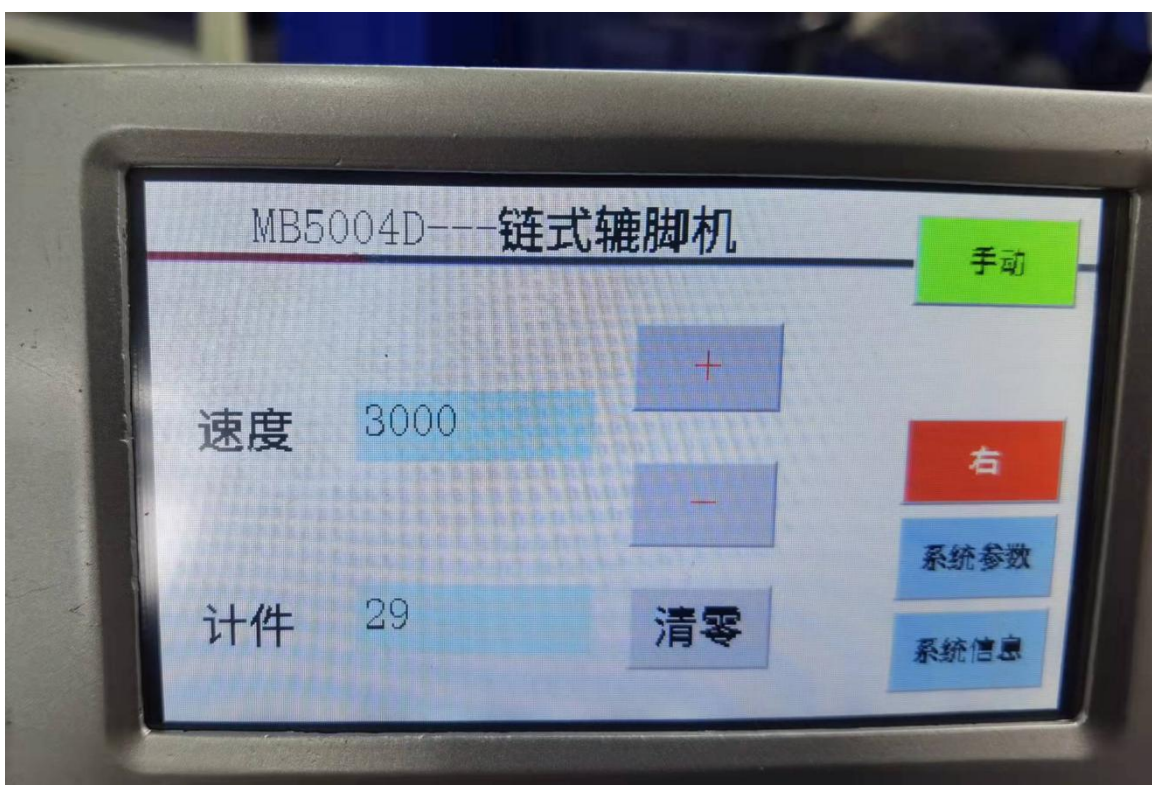 MB5004D---链式辘脚机
手动
+
速度 3000
右
-
系统参数
计件 29 清零
系统信息